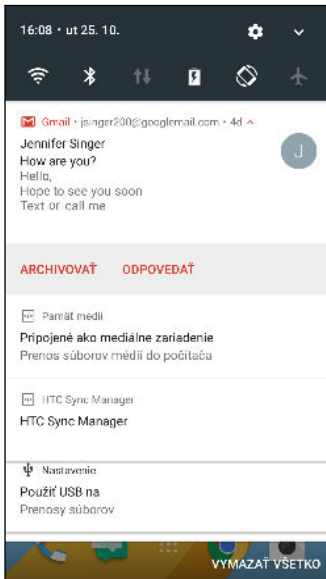 16:08 • ut 25. 10.
Gmail • jsinger200@googlemail.com • 4d
Jennifer Singer
How are you?
Hello,
Hope to see you soon
Text or call me
J
ARCHIVOVAŤ ODPOVEDAŤ
Pamäť médií
Pripojené ako mediálne zariadenie
Prenos súborov médií do počítača
HTC Sync Manager
HTC Sync Manager
Nastavenie
Použiť USB na
Prenosy súborov
VYMAZAŤ VŠETKO